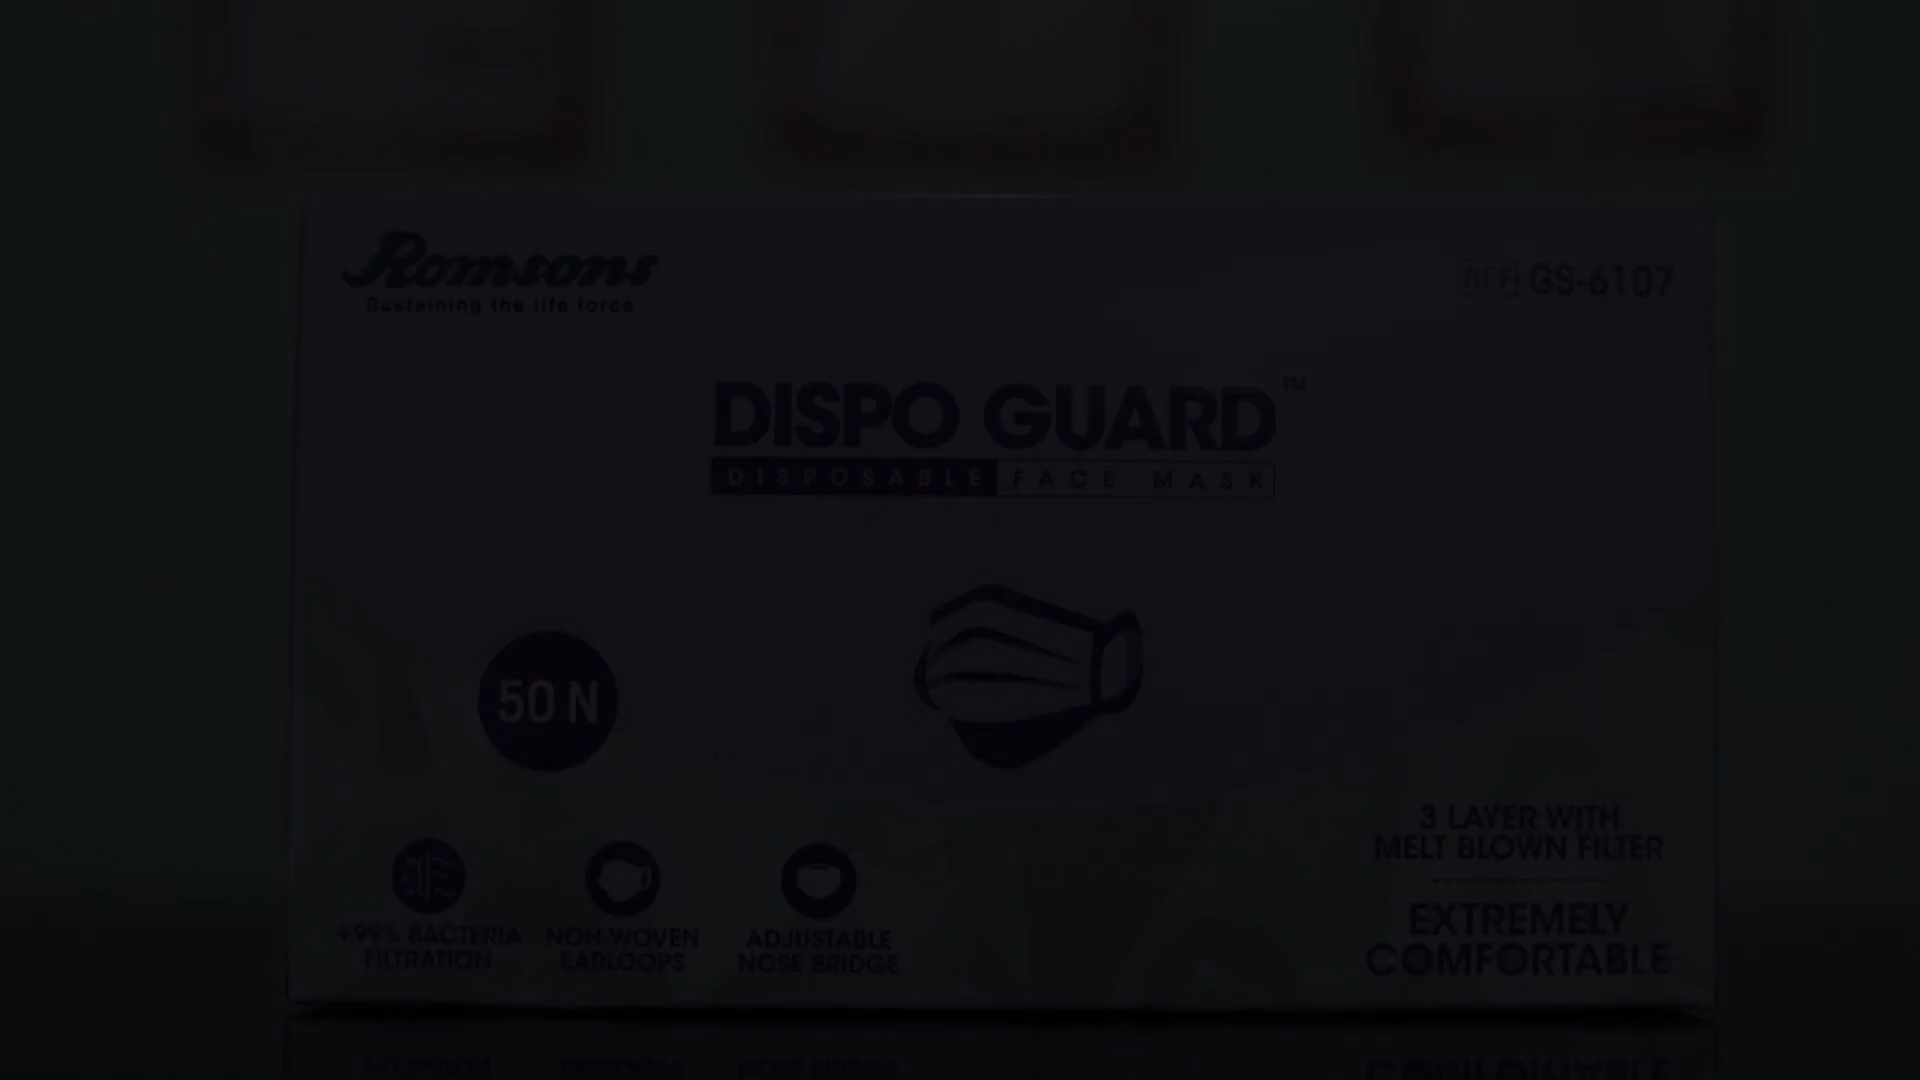 Romsons
Sustaining the life force
REF GS-6107
DISPO GUARD™
DISPOSABLE FACE MASK
50 N
3 LAYER WITH
MELT BLOWN FILTER
EXTREMELY
COMFORTABLE
+99% BACTERIA
FILTRATION
NON-WOVEN
EARLOOPS
ADJUSTABLE
NOSE BRIDGE